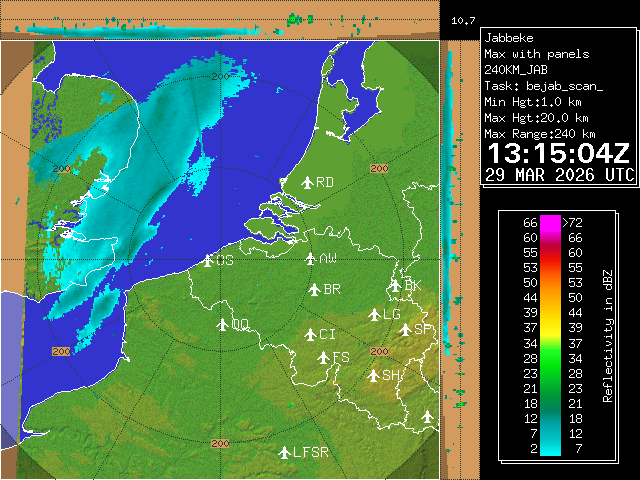 10.7
Jabbeke
Max with panels
240KM_JAB
Task: bejab_scan_
Min Hgt:1.0 km
Max Hgt:20.0 km
Max Range:240 km
13:15:04Z
29 MAR 2026 UTC
200
200
200
RD
OS
AW
BR
BK
LG
SP
QQ
CI
FS
SH
200
200
200
LFSR
66 >72
60 66
55 60
53 55
50 53
44 50
39 44
37 39
34 37
28 34
23 28
21 23
18 21
12 18
7 12
2 7
Reflectivity in dBZ